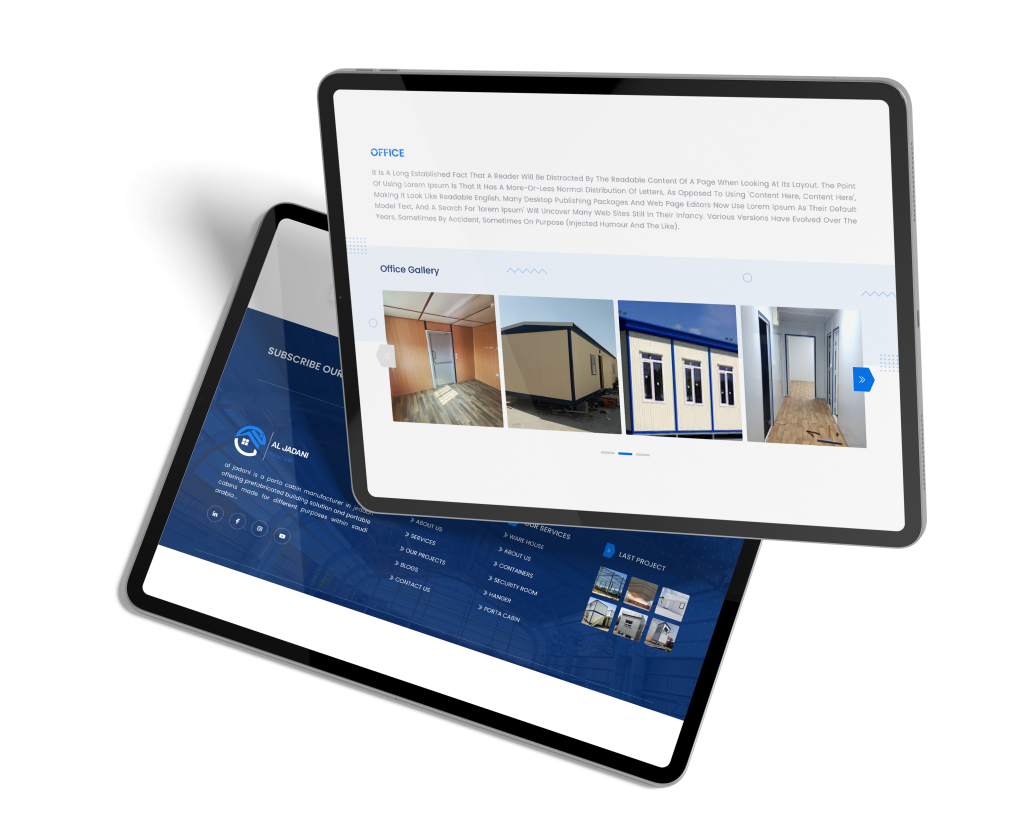 OFFICE
It Is A Long Established Fact That A Reader Will Be Distracted By The Readable Content Of A Page When Looking At Its Layout. The Point
Of Using Lorem Ipsum Is That It Has A More-Or-Less Normal Distribution Of Letters, As Opposed To Using 'Content Here, Content Here',
Making It Look Like Readable English. Many Desktop Publishing Packages And Web Page Editors Now Use Lorem Ipsum As Their Default
Model Text, And A Search For 'lorem Ipsum' Will Uncover Many Web Sites Still In Their Infancy. Various Versions Have Evolved Over The
Years, Sometimes By Accident, Sometimes On Purpose (Injected Humour And The Like).
Office Gallery
SUBSCRIBE OUR
AL JADANI
al jadani is a porta cabin manufacturer in jeddah
offering prefabricated building solution and portable
cabins made for different purposes within saudi
arabia...
ABOUT US
SERVICES
OUR PROJECTS
BLOGS
CONTACT US
OUR SERVICES
WARE HOUSE
ABOUT US
CONTAINERS
SECURITY ROOM
HANGER
PORTA CABIN
LAST PROJECT